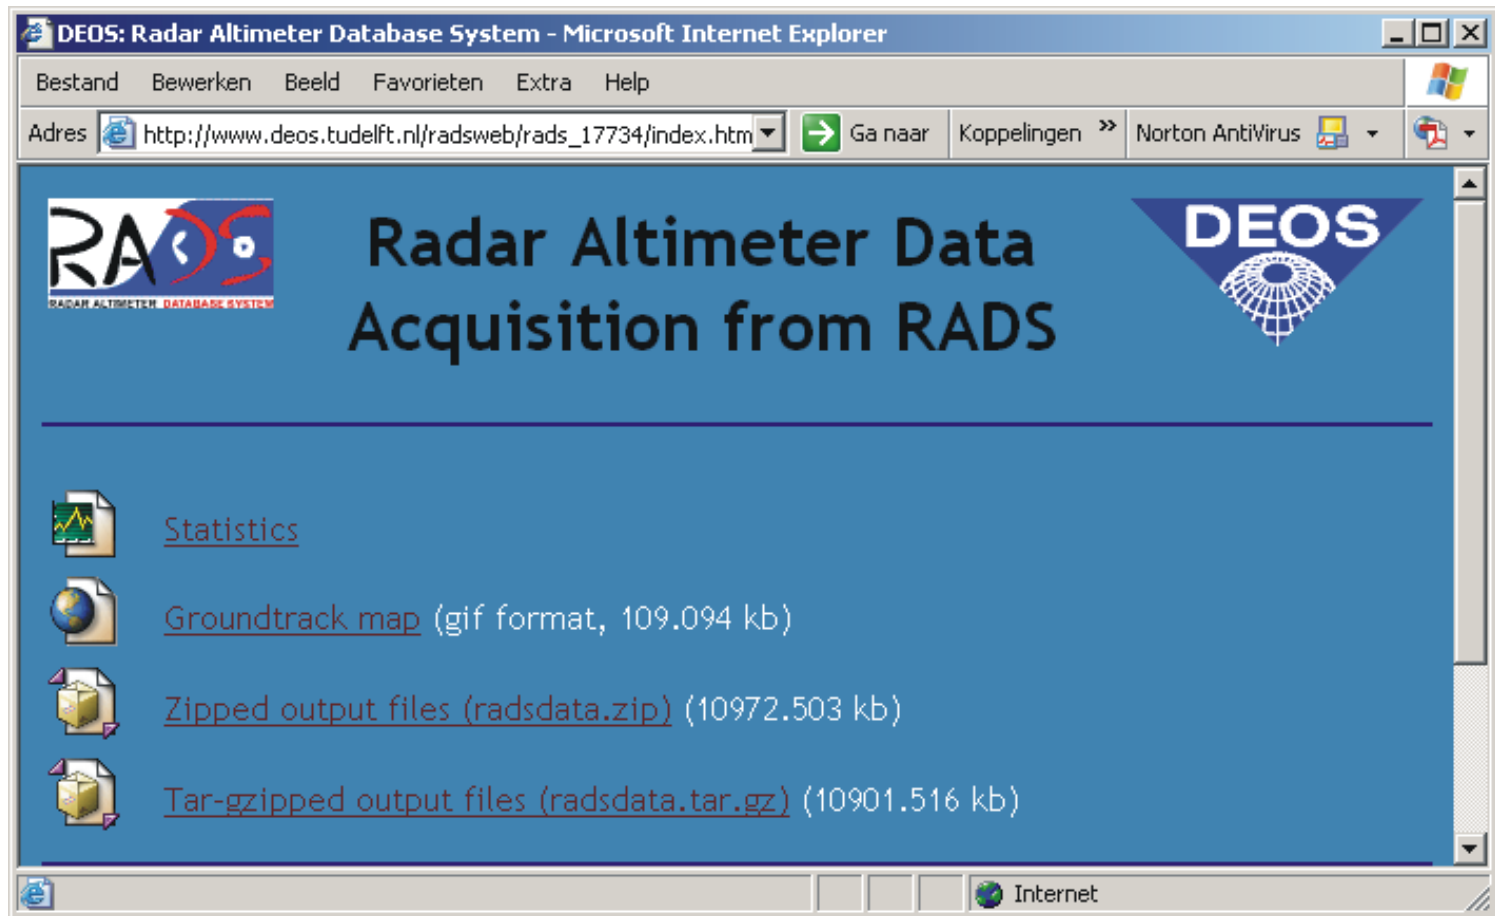 DEOS: Radar Altimeter Database System - Microsoft Internet Explorer
Bestand Bewerken Beeld Favorieten Extra Help
Adres http://www.deos.tudelft.nl/radsweb/rads_17734/index.htm Ga naar Koppelingen » Norton AntiVirus
RADS
RADAR ALTIMETER DATABASE SYSTEM
Radar Altimeter Data
Acquisition from RADS
DEOS
Statistics
Groundtrack map (gif format, 109.094 kb)
Zipped output files (radsdata.zip) (10972.503 kb)
Tar-gzipped output files (radsdata.tar.gz) (10901.516 kb)
Internet